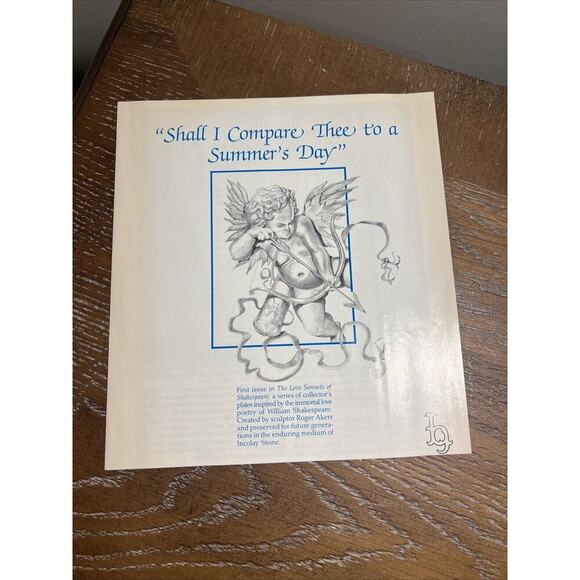 “Shall I Compare Thee to a
Summer’s Day”
First issue in The Love Sonnets of
Shakespeare, a series of collector’s
plates inspired by the immortal love
poetry of William Shakespeare.
Created by sculptor Roger Akers
and preserved for future genera-
tions in the enduring medium of
Incolay Stone.